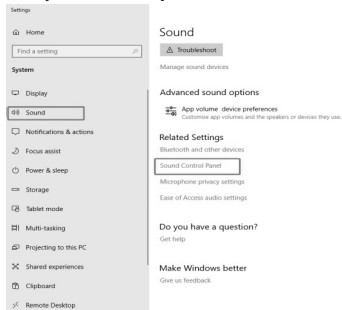 Settings
Home
Find a setting
System
Display
Sound
Notifications & actions
Focus assist
Power & sleep
Storage
Tablet mode
Multi-tasking
Projecting to this PC
Shared experiences
Clipboard
Remote Desktop
Sound
Troubleshoot
Manage sound devices
Advanced sound options
App volume device preferences
Customise app volumes and the speakers or devices they use.
Related Settings
Bluetooth and other devices
Sound Control Panel
Microphone privacy settings
Ease of Access audio settings
Do you have a question?
Get help
Make Windows better
Give us feedback